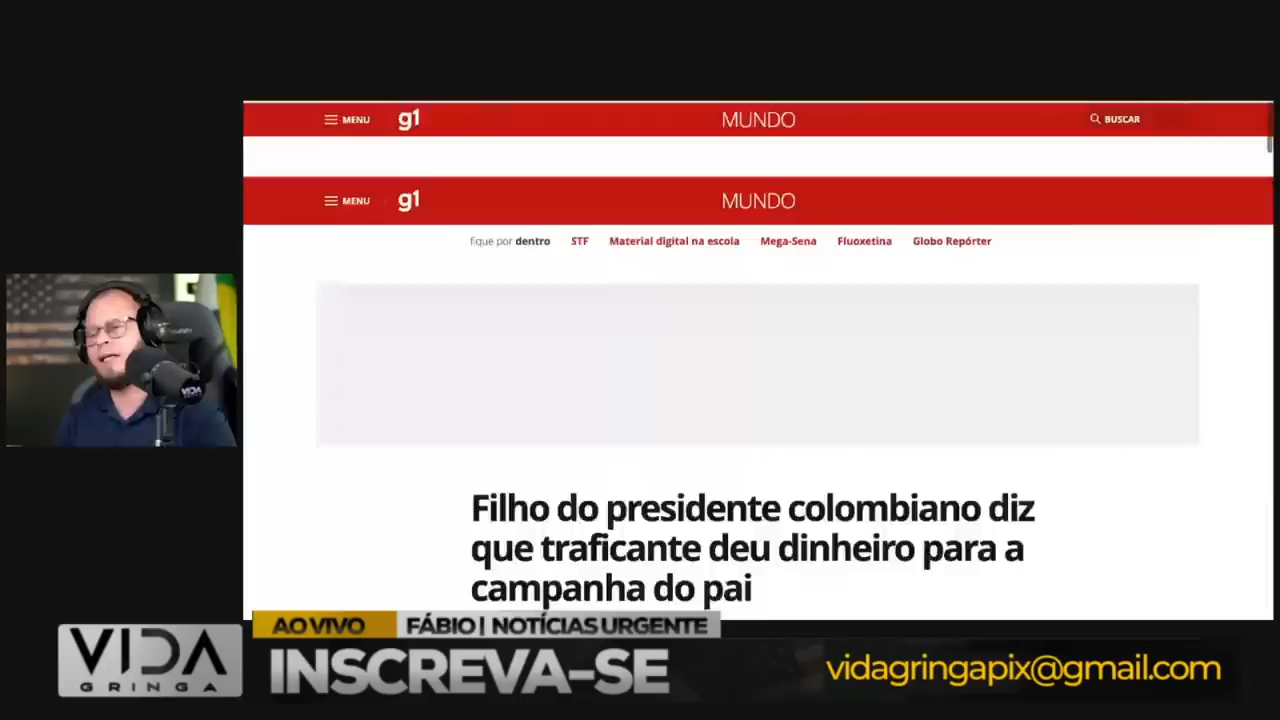 MENU g1 MUNDO BUSCAR
MENU g1 MUNDO
fique por dentro STF Material digital na escola Mega-Sena Fluoxetina Globo Repórter
Filho do presidente colombiano diz
que traficante deu dinheiro para a
campanha do pai
VIDA
AO VIVO FÁBIO | NOTÍCIAS URGENTE
VIDA
GRINGA
INSCREVA-SE
vidagringapix@gmail.com